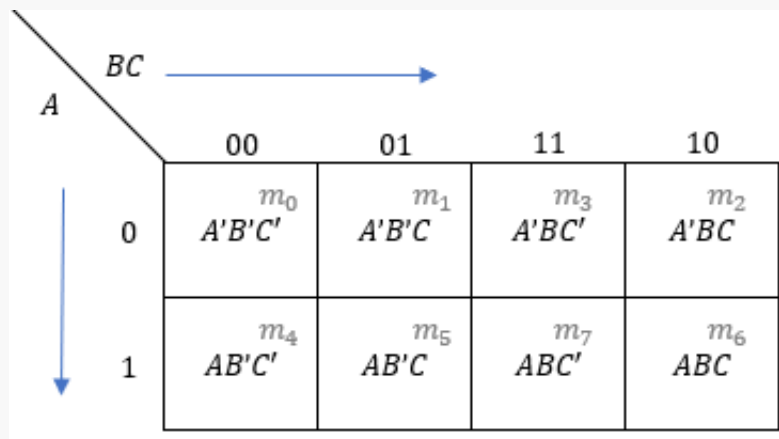 BC
A
00 01 11 10
m₀ m₁ m₃ m₂
0 A'B'C' A'B'C A'BC' A'BC
m₄ m₅ m₇ m₆
1 AB'C' AB'C ABC' ABC